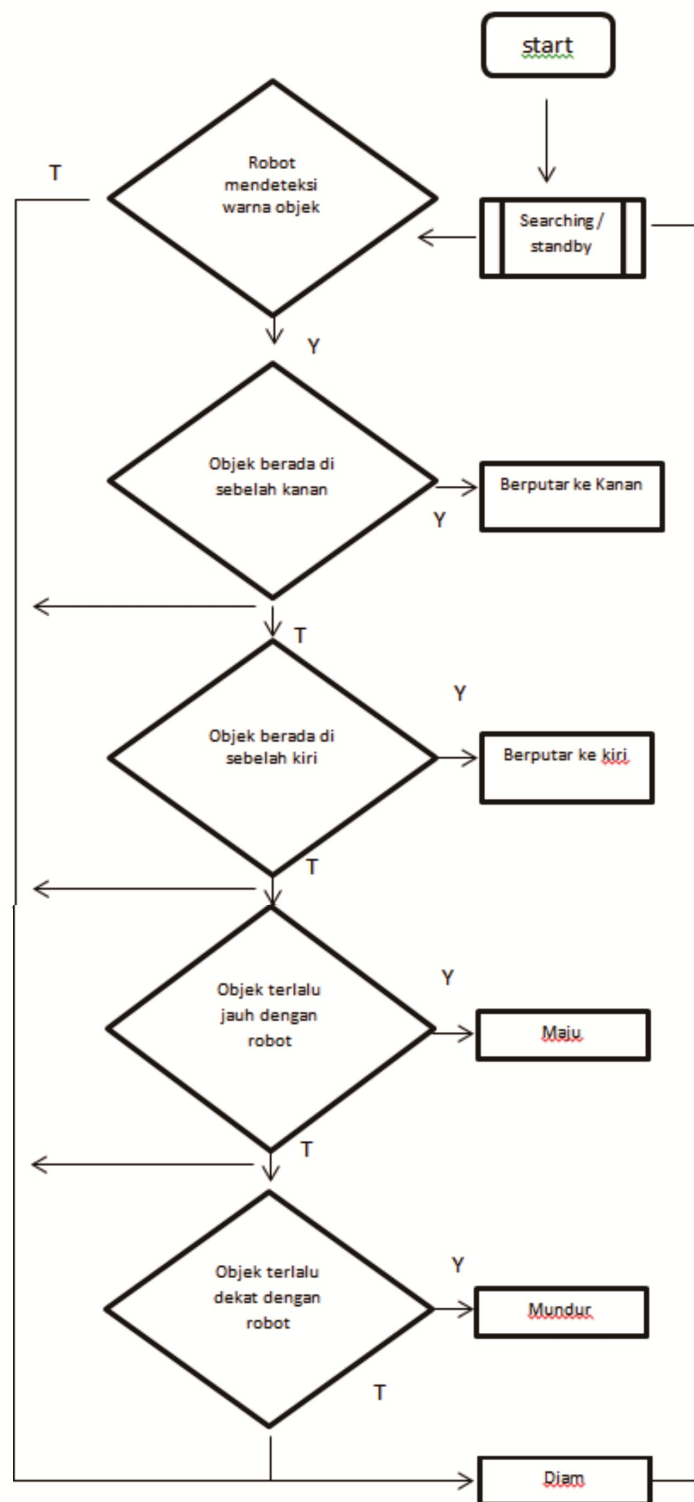 start
Robot
mendeteksi
warna objek
T
Searching /
standby
Y
Objek berada di
sebelah kanan
Berputar ke Kanan
Y
T
Objek berada di
sebelah kiri
Y
Berputar ke kiri
T
Objek terlalu
jauh dengan
robot
Y
Maju
T
Objek terlalu
dekat dengan
robot
Y
Mundur
T
Diam